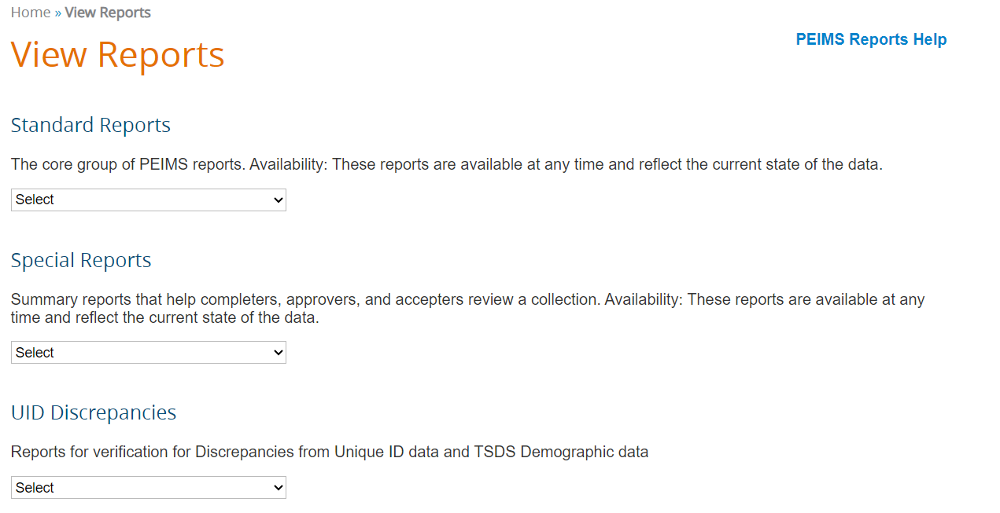 Home » View Reports
PEIMS Reports Help
View Reports
Standard Reports
The core group of PEIMS reports. Availability: These reports are available at any time and reflect the current state of the data.
Select
Special Reports
Summary reports that help completers, approvers, and accepters review a collection. Availability: These reports are available at any
time and reflect the current state of the data.
Select
UID Discrepancies
Reports for verification for Discrepancies from Unique ID data and TSDS Demographic data
Select